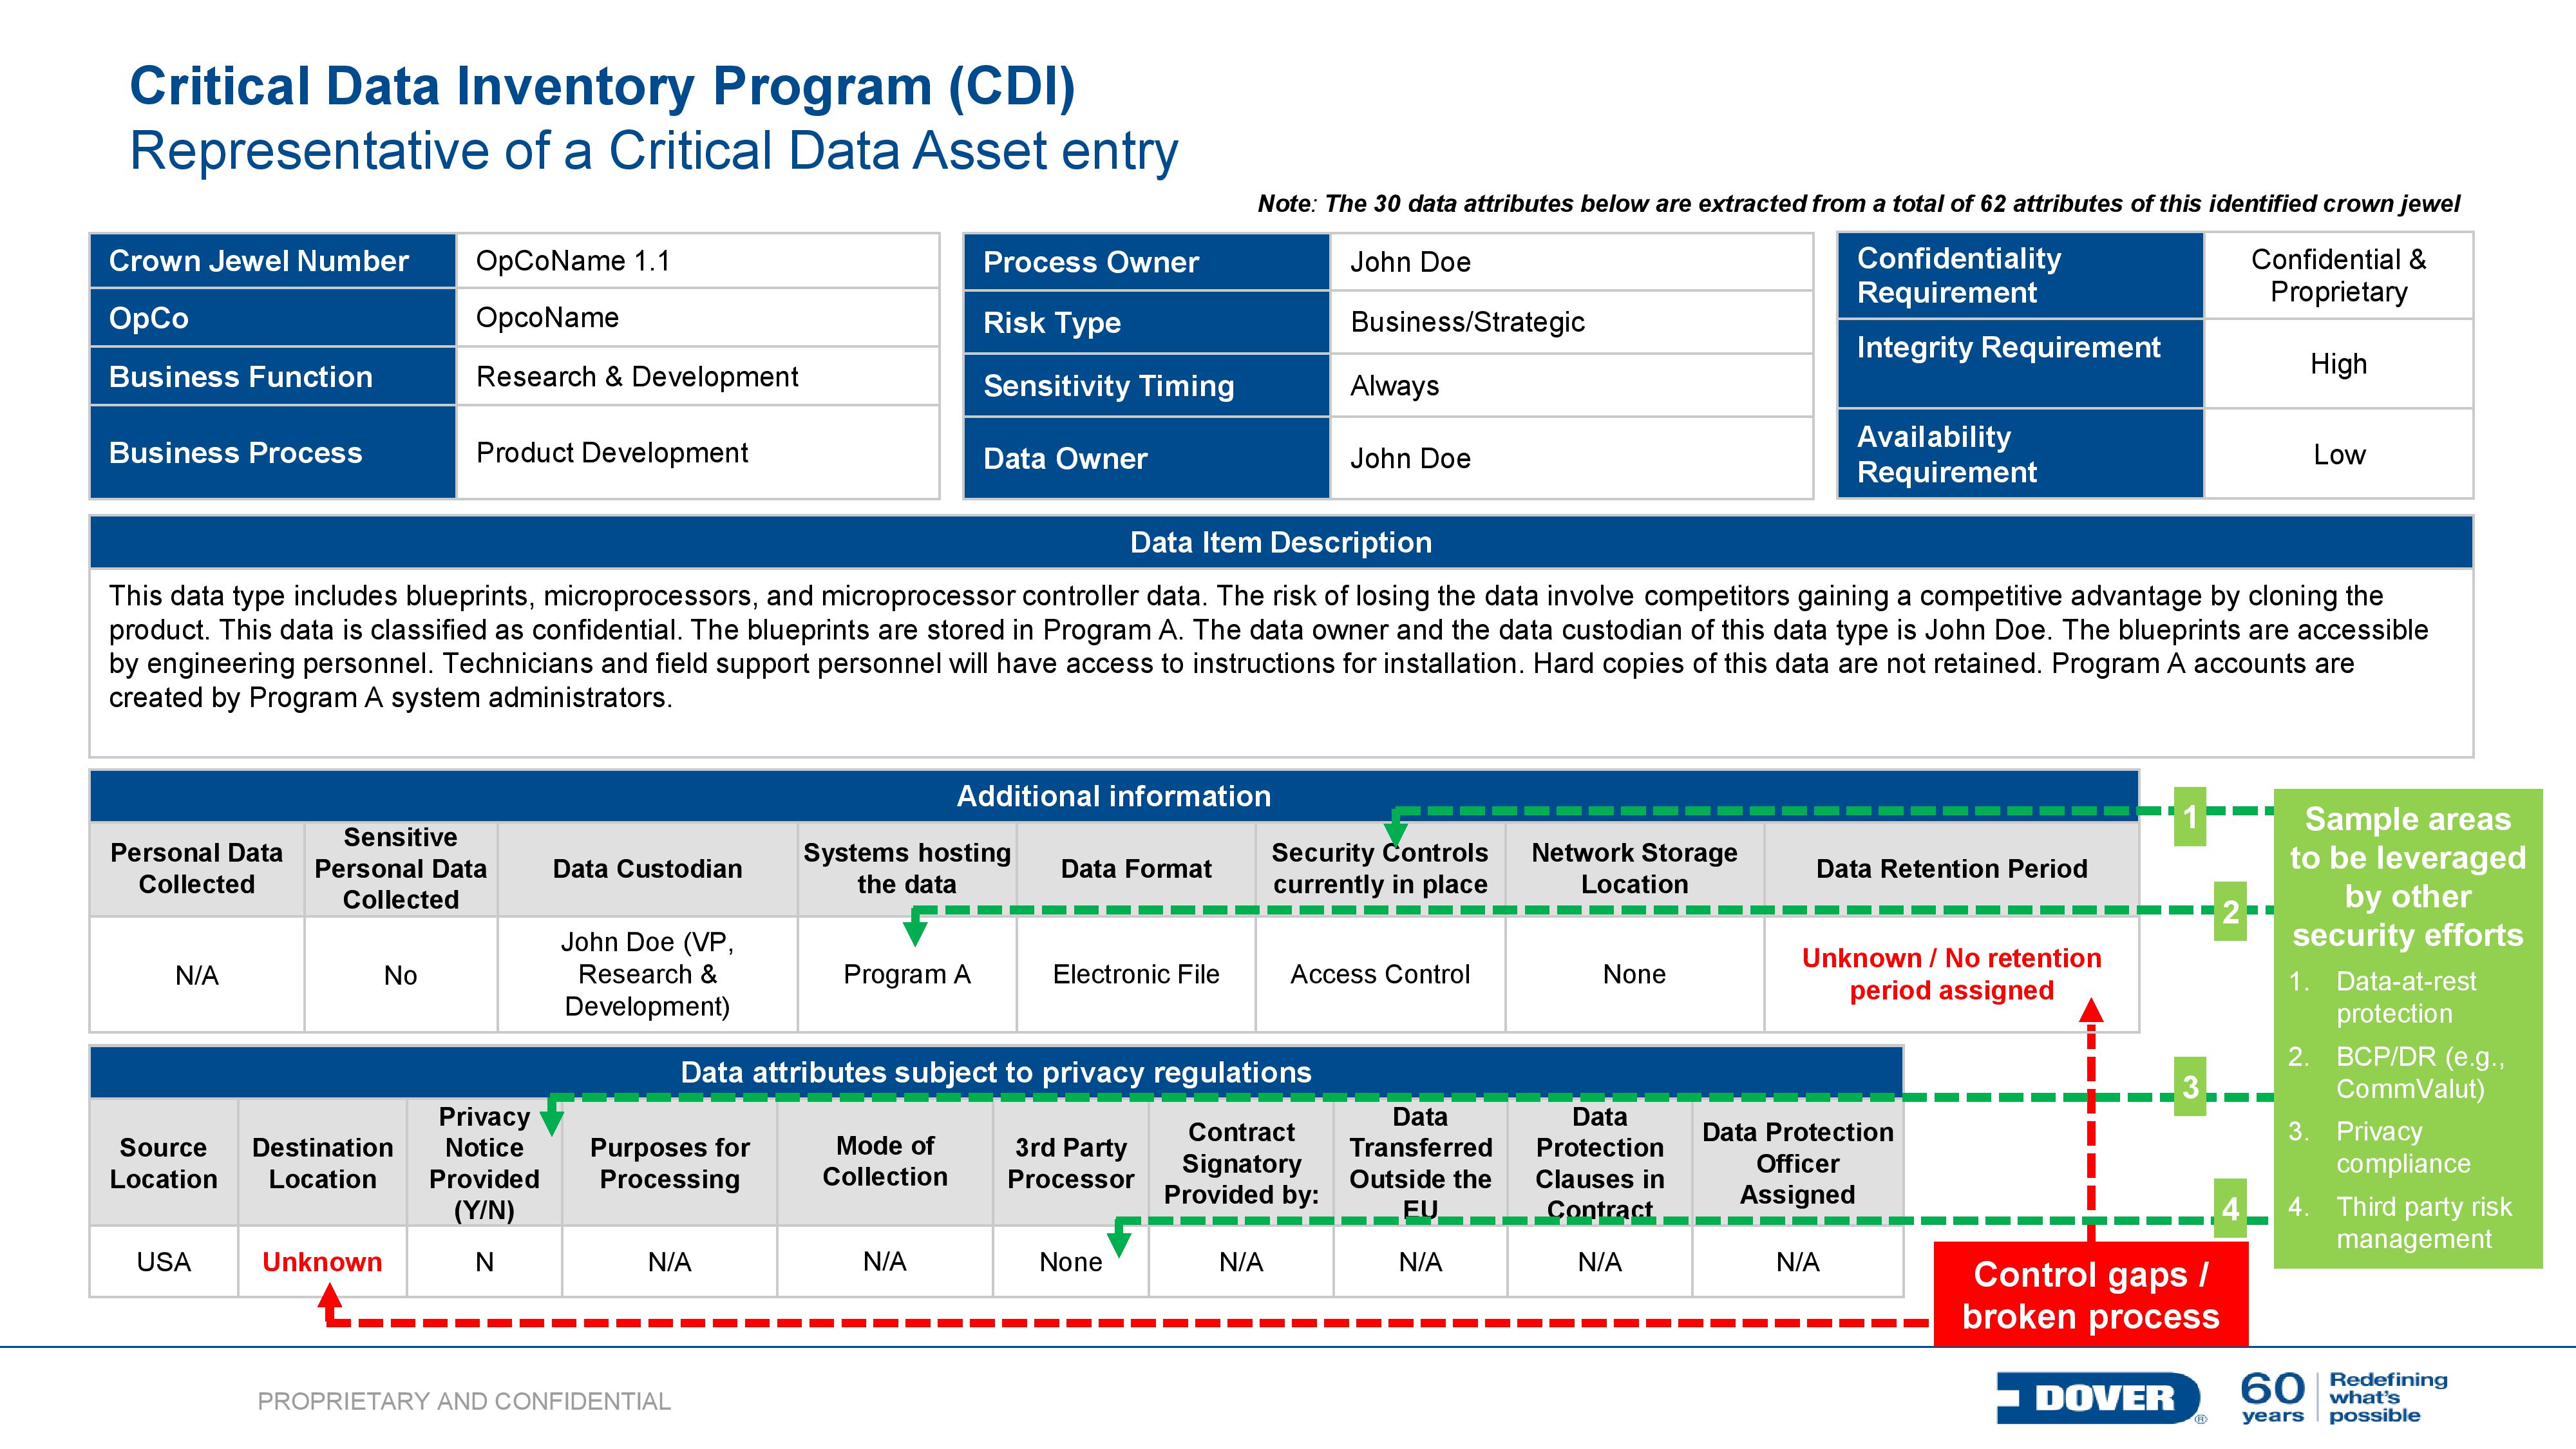 Critical Data Inventory Program (CDI)
Representative of a Critical Data Asset entry
Note: The 30 data attributes below are extracted from a total of 62 attributes of this identified crown jewel
Crown Jewel Number
OpCoName 1.1
OpCo
OpcoName
Business Function
Research & Development
Business Process
Product Development
Process Owner
John Doe
Risk Type
Business/Strategic
Sensitivity Timing
Always
Data Owner
John Doe
Confidentiality
Requirement
Confidential &
Proprietary
Integrity Requirement
High
Availability
Requirement
Low
Data Item Description
This data type includes blueprints, microprocessors, and microprocessor controller data. The risk of losing the data involve competitors gaining a competitive advantage by cloning the
product. This data is classified as confidential. The blueprints are stored in Program A. The data owner and the data custodian of this data type is John Doe. The blueprints are accessible
by engineering personnel. Technicians and field support personnel will have access to instructions for installation. Hard copies of this data are not retained. Program A accounts are
created by Program A system administrators.
Additional information
Personal Data
Collected
Sensitive
Personal Data
Collected
Data Custodian
Systems hosting
the data
Data Format
Security Controls
currently in place
Network Storage
Location
Data Retention Period
N/A
No
John Doe (VP,
Research &
Development)
Program A
Electronic File
Access Control
None
Unknown / No retention
period assigned
Data attributes subject to privacy regulations
Source
Location
Destination
Location
Privacy
Notice
Provided
(Y/N)
Purposes for
Processing
Mode of
Collection
3rd Party
Processor
Contract
Signatory
Provided by:
Data
Transferred
Outside the
EU
Data
Protection
Clauses in
Contract
Data Protection
Officer
Assigned
USA
Unknown
N
N/A
N/A
None
N/A
N/A
N/A
N/A
1
2
3
4
Sample areas
to be leveraged
by other
security efforts
1. Data-at-rest
protection
2. BCP/DR (e.g.,
CommValut)
3. Privacy
compliance
4. Third party risk
management
Control gaps /
broken process
PROPRIETARY AND CONFIDENTIAL
DOVER ®
60
years
Redefining
what's
possible